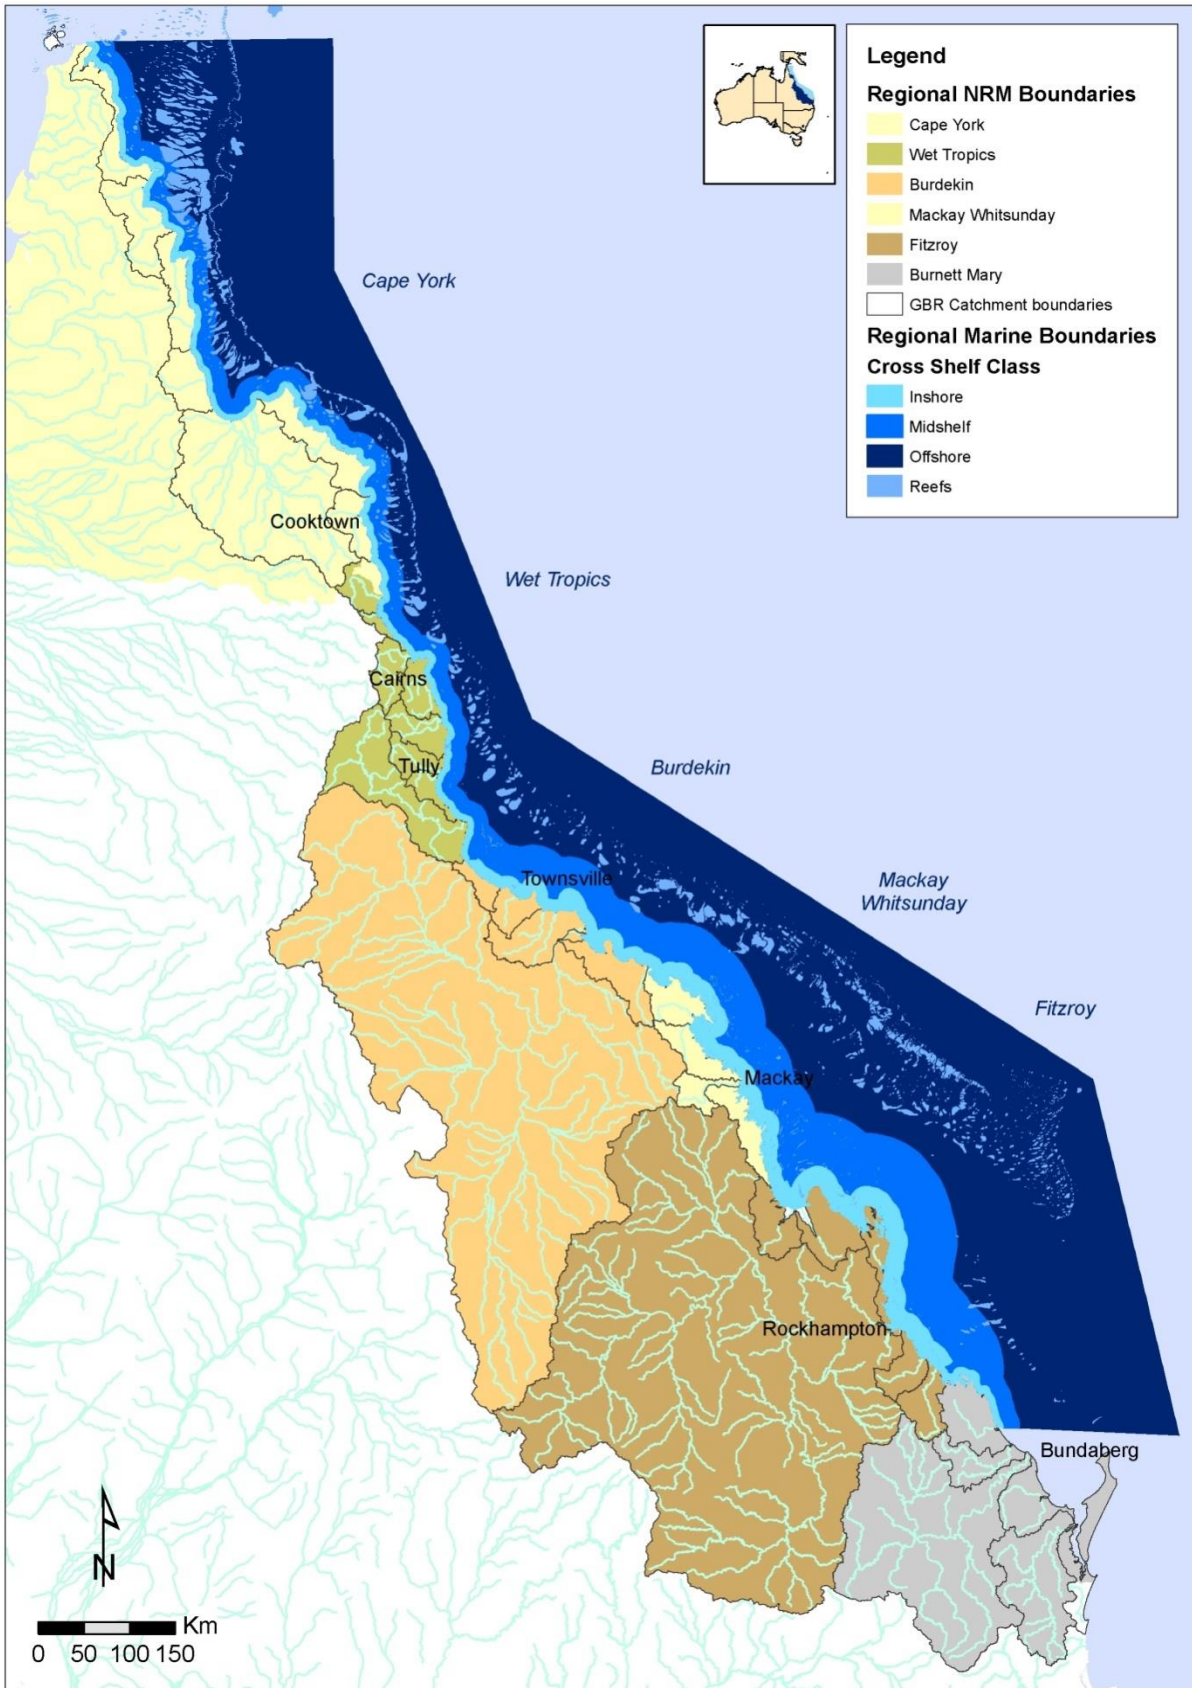 Legend
Regional NRM Boundaries
Cape York
Wet Tropics
Burdekin
Mackay Whitsunday
Fitzroy
Burnett Mary
GBR Catchment boundaries
Regional Marine Boundaries
Cross Shelf Class
Inshore
Midshelf
Offshore
Reefs
Cape York
Cooktown
Wet Tropics
Cairns
Tully
Burdekin
Townsville
Mackay
Whitsunday
Fitzroy
Mackay
Rockhampton
Bundaberg
N
Km
0 50 100 150